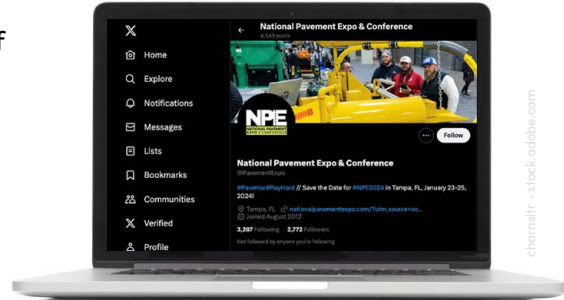 f
X
Home
Explore
Notifications
Messages
Lists
Bookmarks
Communities
Verified
Profile
National Pavement Expo & Conference
4,549 posts
NPE
NATIONAL PAVEMENT
EXPO & CONFERENCE
Follow
National Pavement Expo & Conference
@PavementExpo
#PaveHardPlayHard // Save the Date for #NPE2024 in Tampa, FL, January 23-25,
2024!
Tampa, FL nationalpavementexpo.com/?utm_source=so...
Joined August 2012
3,287 Following 2,772 Followers
Not followed by anyone you're following
charnsitr - stock.adobe.com